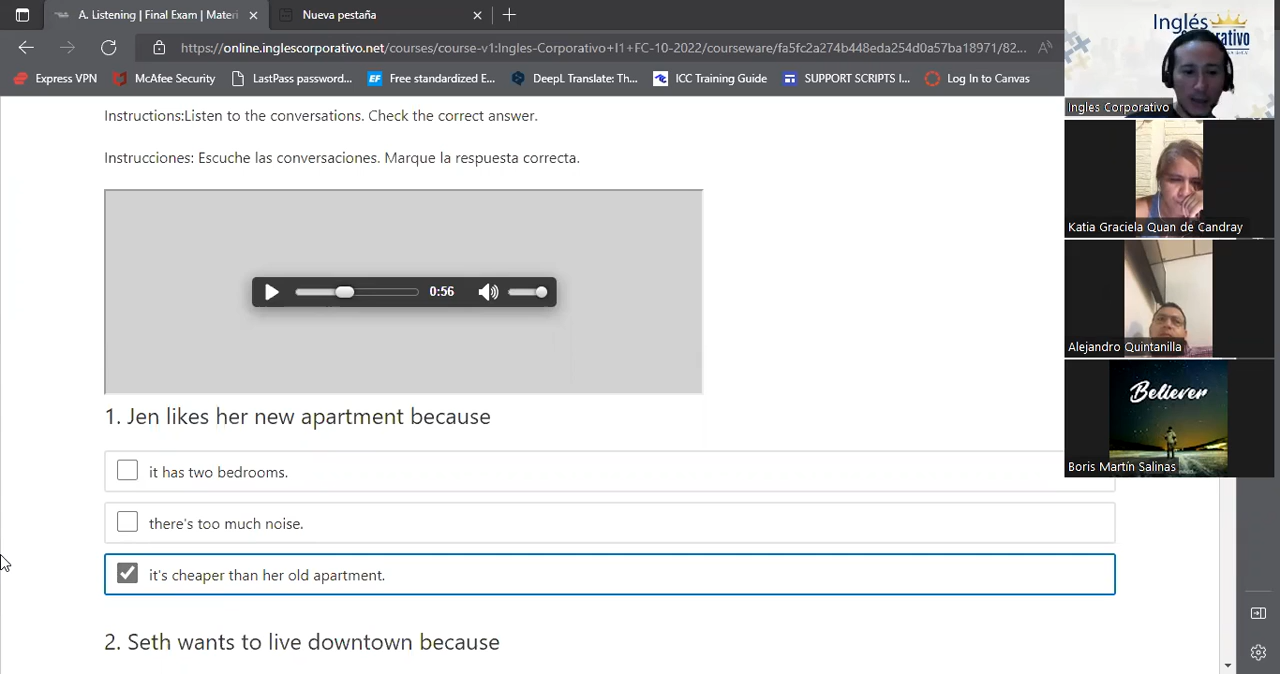 A. Listening | Final Exam | Materi
Nueva pestaña
https://online.inglescorporativo.net/courses/course-v1:Ingles-Corporativo+I1+FC-10-2022/courseware/fa5fc2a274b448eda254d0a57ba18971/82...
Express VPN
McAfee Security
LastPass password...
Free standardized E...
DeepL Translate: Th...
ICC Training Guide
SUPPORT SCRIPTS I...
Log In to Canvas
Instructions:Listen to the conversations. Check the correct answer.
Instrucciones: Escuche las conversaciones. Marque la respuesta correcta.
0:56
1. Jen likes her new apartment because
it has two bedrooms.
there's too much noise.
it's cheaper than her old apartment.
2. Seth wants to live downtown because
Inglés
Ingles Corporativo
Katia Graciela Quan de Candray
Alejandro Quintanilla
Believer
Boris Martín Salinas